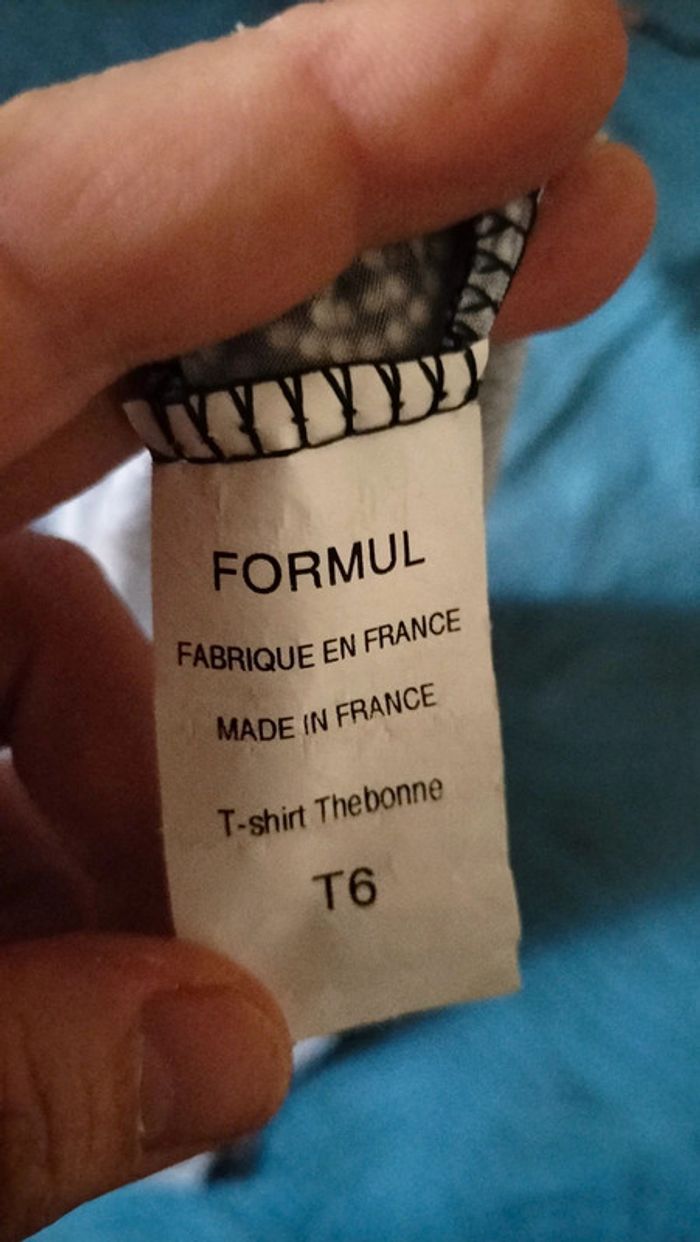 FORMUL
FABRIQUE EN FRANCE
MADE IN FRANCE
T-shirt Thebonne
T6